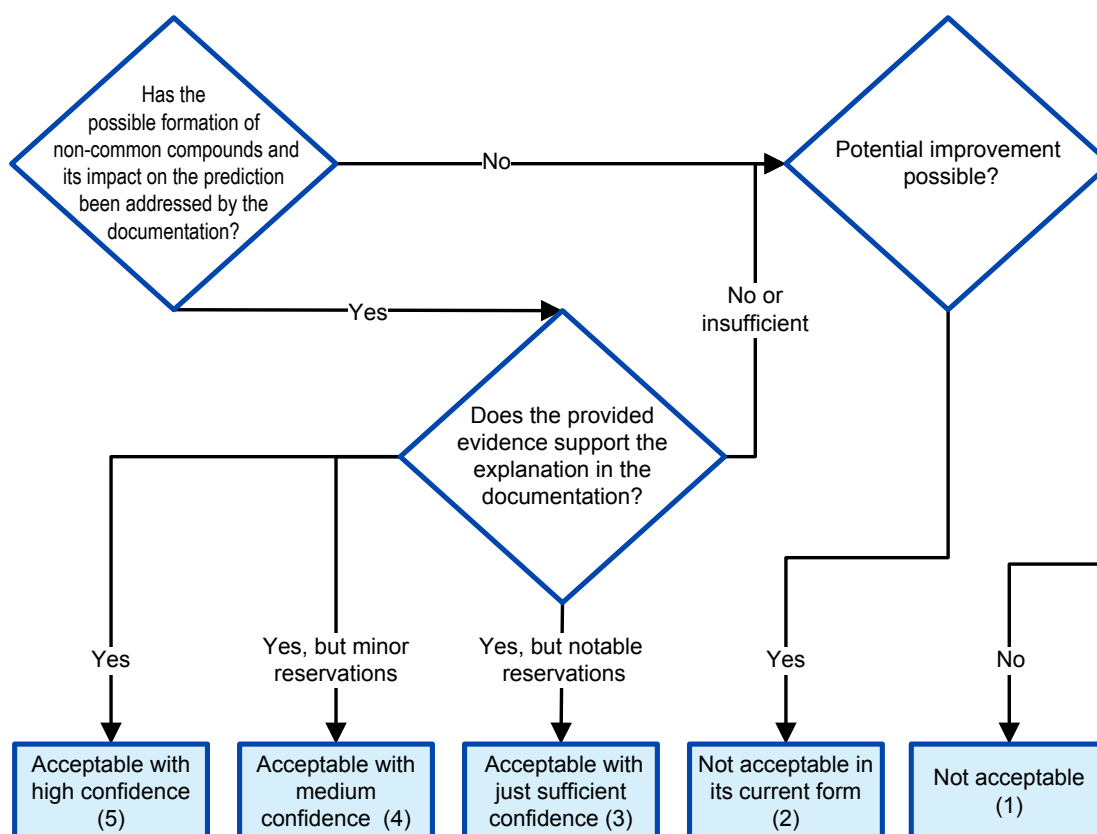 Has the
possible formation of
non-common compounds and
its impact on the prediction
been addressed by the
documentation?
No
Potential improvement
possible?
Yes
No or
insufficient
Does the provided
evidence support the
explanation in the
documentation?
Yes
Yes, but minor
reservations
Yes, but notable
reservations
Yes
No
Acceptable with
high confidence
(5)
Acceptable with
medium
confidence (4)
Acceptable with
just sufficient
confidence (3)
Not acceptable in
its current form
(2)
Not acceptable
(1)